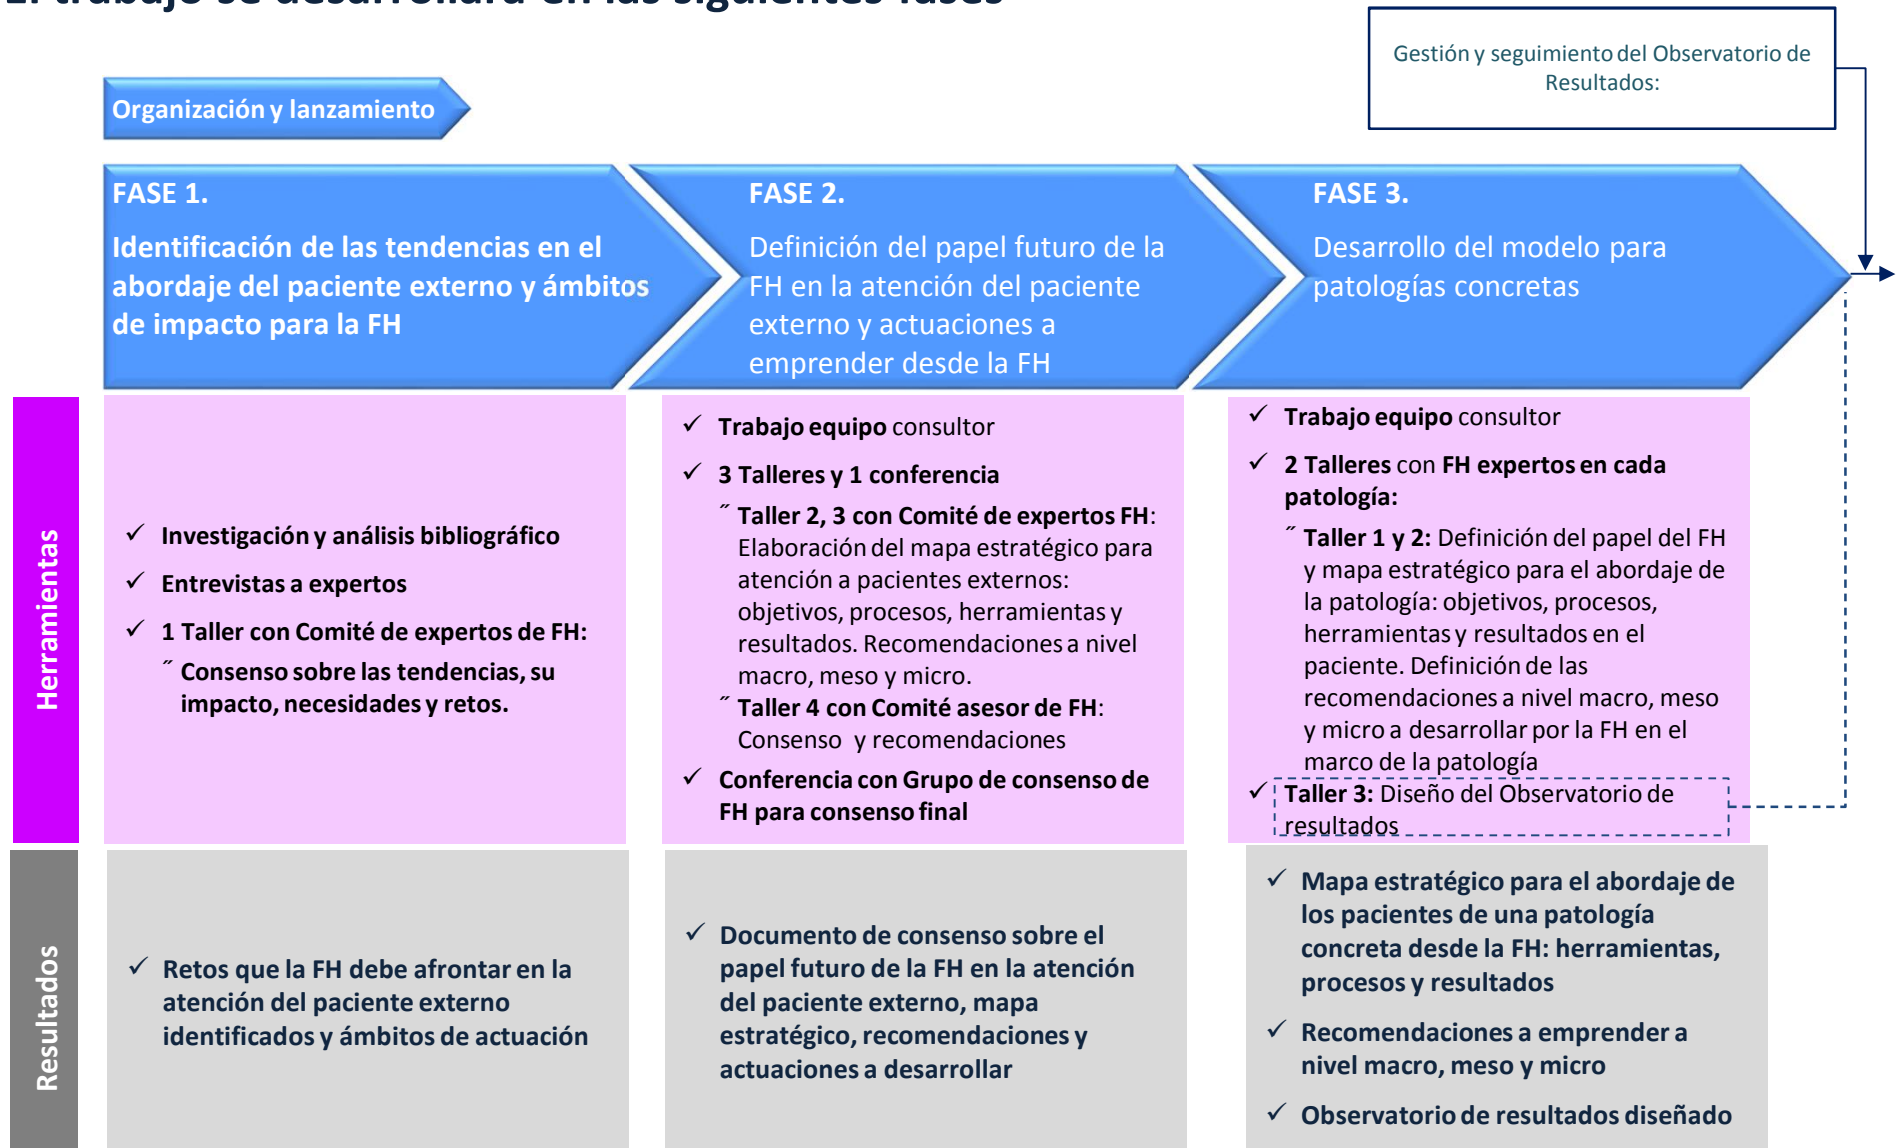 El trabajo se desarrollará en las siguientes fases
Gestión y seguimiento del Observatorio de
Resultados:
Organización y lanzamiento
FASE 1.
Identificación de las tendencias en el
abordaje del paciente externo y ámbitos
de impacto para la FH
FASE 2.
Definición del papel futuro de la
FH en la atención del paciente
externo y actuaciones a
emprender desde la FH
FASE 3.
Desarrollo del modelo para
patologías concretas
Herramientas
✓ Investigación y análisis bibliográfico
✓ Entrevistas a expertos
✓ 1 Taller con Comité de expertos de FH:
˝ Consenso sobre las tendencias, su
impacto, necesidades y retos.
✓ Trabajo equipo consultor
✓ 3 Talleres y 1 conferencia
˝ Taller 2, 3 con Comité de expertos FH:
Elaboración del mapa estratégico para
atención a pacientes externos:
objetivos, procesos, herramientas y
resultados. Recomendaciones a nivel
macro, meso y micro.
˝ Taller 4 con Comité asesor de FH:
Consenso y recomendaciones
✓ Conferencia con Grupo de consenso de
FH para consenso final
✓ Trabajo equipo consultor
✓ 2 Talleres con FH expertos en cada
patología:
˝ Taller 1 y 2: Definición del papel del FH
y mapa estratégico para el abordaje de
la patología: objetivos, procesos,
herramientas y resultados en el
paciente. Definición de las
recomendaciones a nivel macro, meso
y micro a desarrollar por la FH en el
marco de la patología
✓ Taller 3: Diseño del Observatorio de
resultados
Resultados
✓ Retos que la FH debe afrontar en la
atención del paciente externo
identificados y ámbitos de actuación
✓ Documento de consenso sobre el
papel futuro de la FH en la atención
del paciente externo, mapa
estratégico, recomendaciones y
actuaciones a desarrollar
✓ Mapa estratégico para el abordaje de
los pacientes de una patología
concreta desde la FH: herramientas,
procesos y resultados
✓ Recomendaciones a emprender a
nivel macro, meso y micro
✓ Observatorio de resultados diseñado